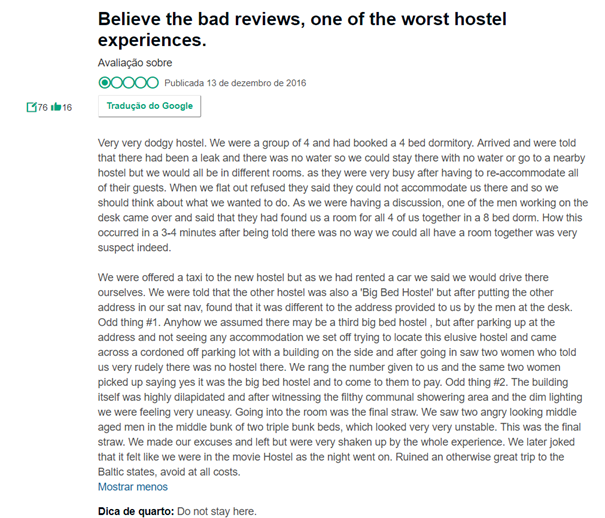 Believe the bad reviews, one of the worst hostel
experiences.
Avaliação sobre
Publicada 13 de dezembro de 2016
76 16
Tradução do Google
Very very dodgy hostel. We were a group of 4 and had booked a 4 bed dormitory. Arrived and were told
that there had been a leak and there was no water so we could stay there with no water or go to a nearby
hostel but we would all be in different rooms. as they were very busy after having to re-accommodate all
of their guests. When we flat out refused they said they could not accommodate us there and so we
should think about what we wanted to do. As we were having a discussion, one of the men working on the
desk came over and said that they had found us a room for all 4 of us together in a 8 bed dorm. How this
occurred in a 3-4 minutes after being told there was no way we could all have a room together was very
suspect indeed.
We were offered a taxi to the new hostel but as we had rented a car we said we would drive there
ourselves. We were told that the other hostel was also a 'Big Bed Hostel' but after putting the other
address in our sat nav, found that it was different to the address provided to us by the men at the desk.
Odd thing #1. Anyhow we assumed there may be a third big bed hostel , but after parking up at the
address and not seeing any accommodation we set off trying to locate this elusive hostel and came
across a cordoned off parking lot with a building on the side and after going in saw two women who told
us very rudely there was no hostel there. We rang the number given to us and the same two women
picked up saying yes it was the big bed hostel and to come to them to pay. Odd thing #2. The building
itself was highly dilapidated and after witnessing the filthy communal showering area and the dim lighting
we were feeling very uneasy. Going into the room was the final straw. We saw two angry looking middle
aged men in the middle bunk of two triple bunk beds, which looked very very unstable. This was the final
straw. We made our excuses and left but were very shaken up by the whole experience. We later joked
that it felt like we were in the movie Hostel as the night went on. Ruined an otherwise great trip to the
Baltic states, avoid at all costs.
Mostrar menos
Dica de quarto: Do not stay here.